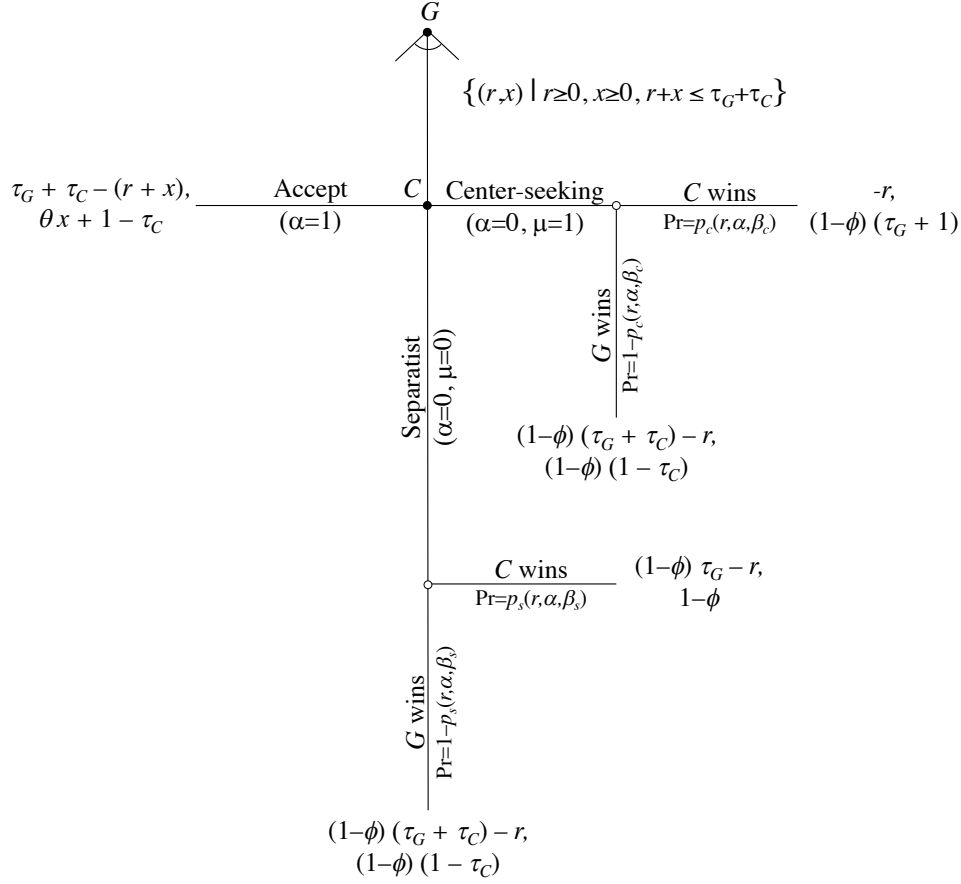 G
{(r,x) | r≥0, x≥0, r+x ≤ τ_G+τ_C}
τ_G + τ_C – (r + x),
θ x + 1 – τ_C
Accept
(α=1)
C
Center-seeking
(α=0, μ=1)
C wins
Pr=p_c(r,α,β_c)
-r,
(1–ϕ) (τ_G + 1)
G wins
Pr=1–p_c(r,α,β_c)
(1–ϕ) (τ_G + τ_C) – r,
(1–ϕ) (1 – τ_C)
Separatist
(α=0, μ=0)
C wins
Pr=p_s(r,α,β_s)
(1–ϕ) τ_G – r,
1–ϕ
G wins
Pr=1–p_s(r,α,β_s)
(1–ϕ) (τ_G + τ_C) – r,
(1–ϕ) (1 – τ_C)